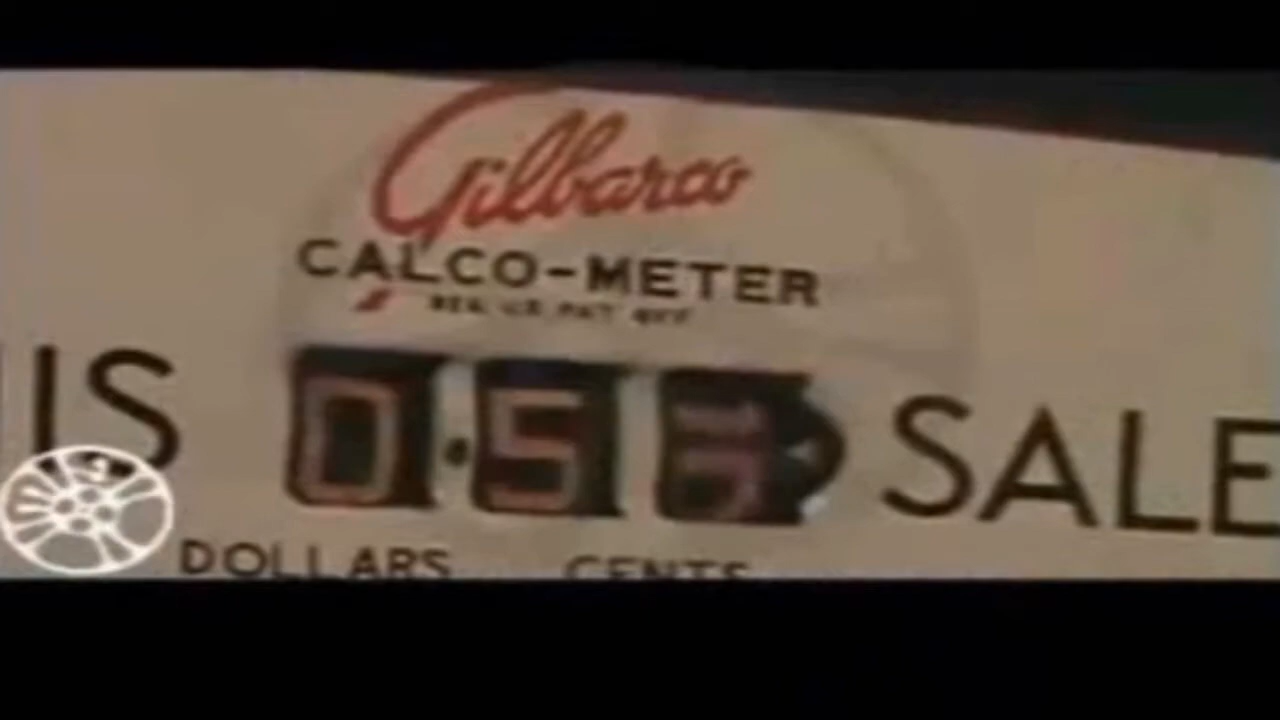 Gilbarco
CALCO-METER
REG. U.S. PAT. OFF.
IS 0.5 SALE
DOLLARS CENTS